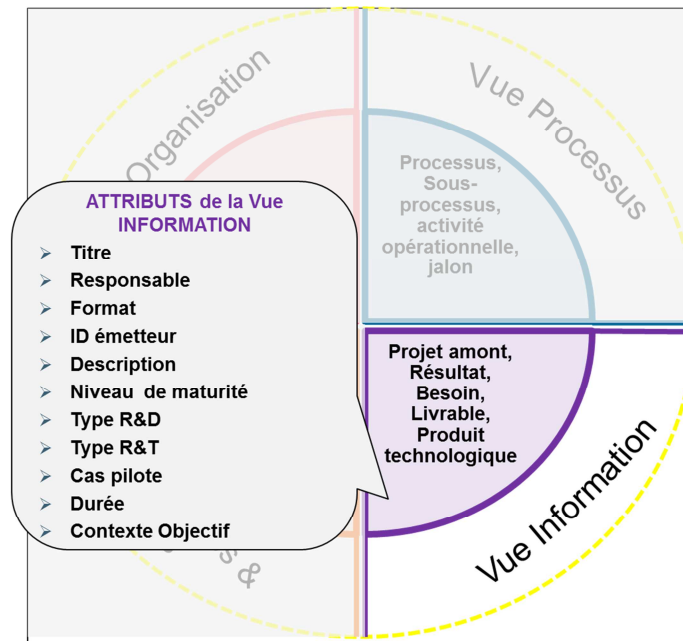 Organisation
Vue Processus
Processus,
Sous-
processus,
activité
opérationnelle,
jalon
ATTRIBUTS de la Vue
INFORMATION
Titre
Responsable
Format
ID émetteur
Description
Niveau de maturité
Type R&D
Type R&T
Cas pilote
Durée
Contexte Objectif
Projet amont,
Résultat,
Besoin,
Livrable,
Produit
technologique
Vue Information
&